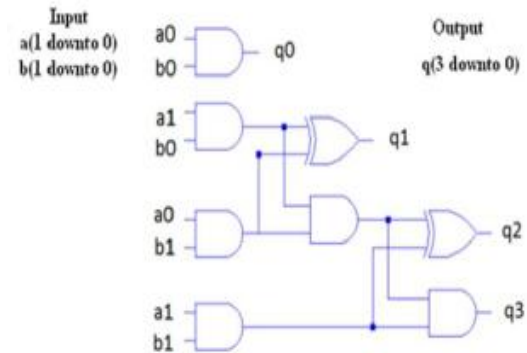 Input
a(1 downto 0)
b(1 downto 0)
Output
q(3 downto 0)
a0
b0
q0
a1
b0
q1
a0
b1
q2
a1
b1
q3